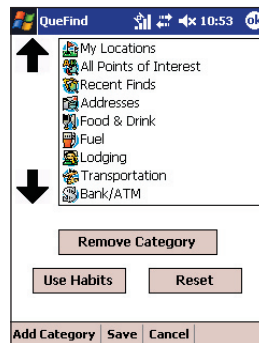 QueFind 10:53 ok
My Locations
All Points of Interest
Recent Finds
Addresses
Food & Drink
Fuel
Lodging
Transportation
Bank/ATM
Remove Category
Use Habits Reset
Add Category Save Cancel